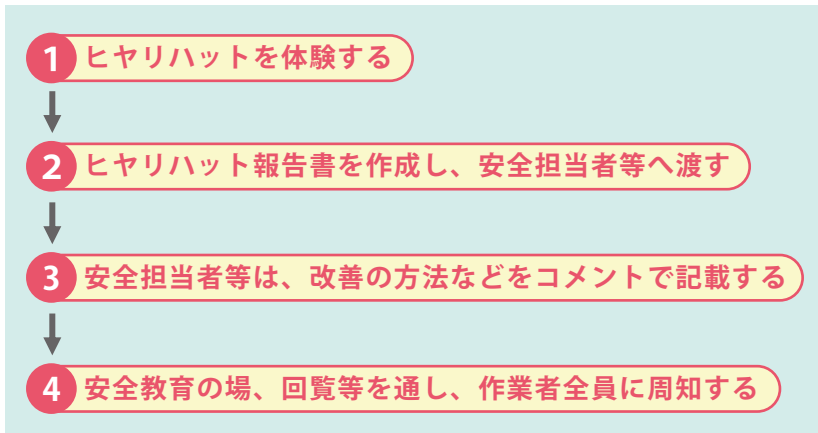 1 ヒヤリハットを体験する
2 ヒヤリハット報告書を作成し、安全担当者等へ渡す
3 安全担当者等は、改善の方法などをコメントで記載する
4 安全教育の場、回覧等を通し、作業者全員に周知する